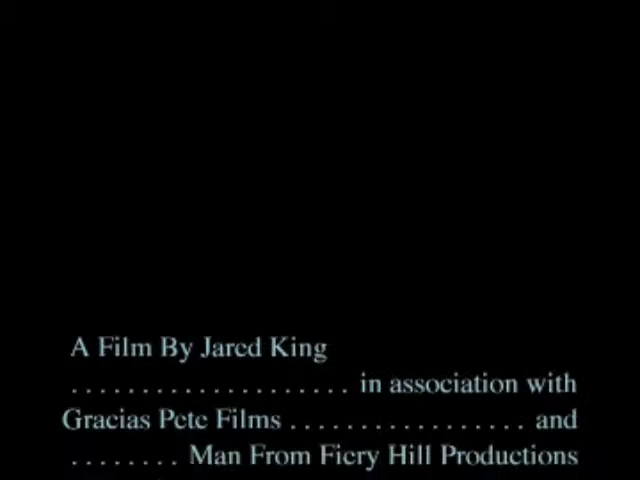 A Film By Jared King
. . . . . . . . . . . . . . . . . . . . in association with
Gracias Pete Films . . . . . . . . . . . . . . . . . and
. . . . . . . . Man From Fiery Hill Productions